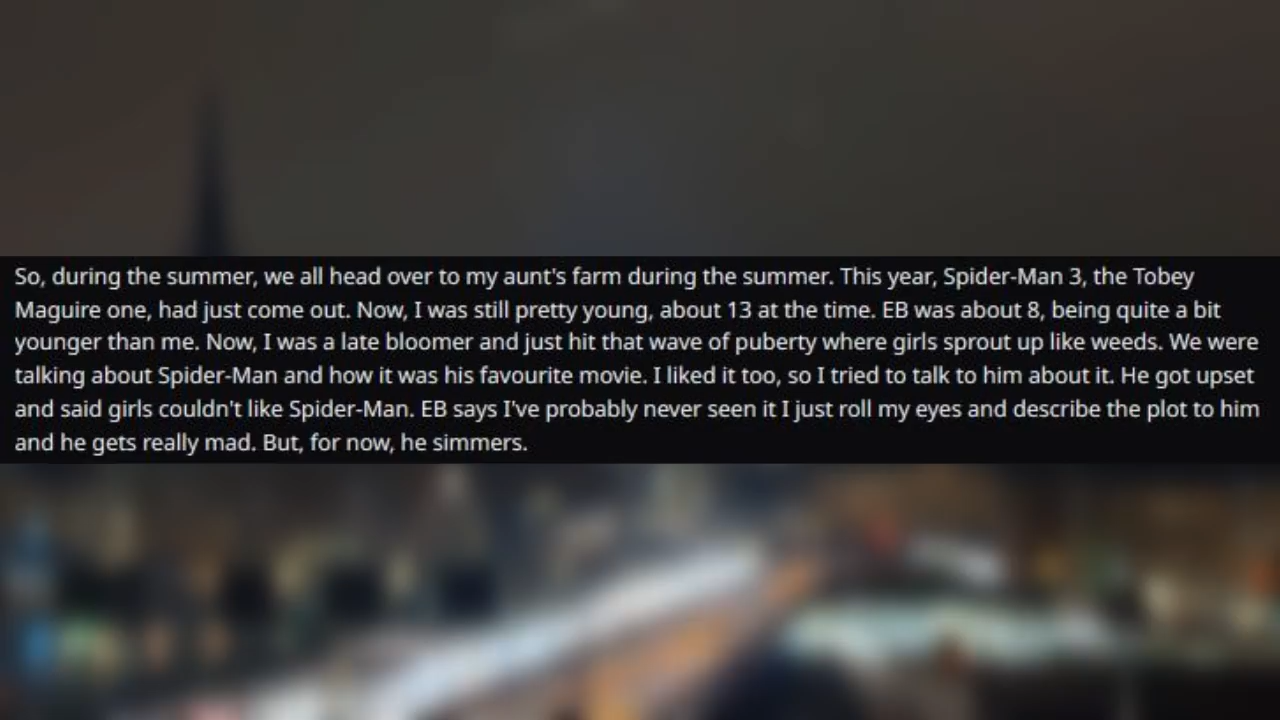 So, during the summer, we all head over to my aunt's farm during the summer. This year, Spider-Man 3, the Tobey
Maguire one, had just come out. Now, I was still pretty young, about 13 at the time. EB was about 8, being quite a bit
younger than me. Now, I was a late bloomer and just hit that wave of puberty where girls sprout up like weeds. We were
talking about Spider-Man and how it was his favourite movie. I liked it too, so I tried to talk to him about it. He got upset
and said girls couldn't like Spider-Man. EB says I've probably never seen it I just roll my eyes and describe the plot to him
and he gets really mad. But, for now, he simmers.